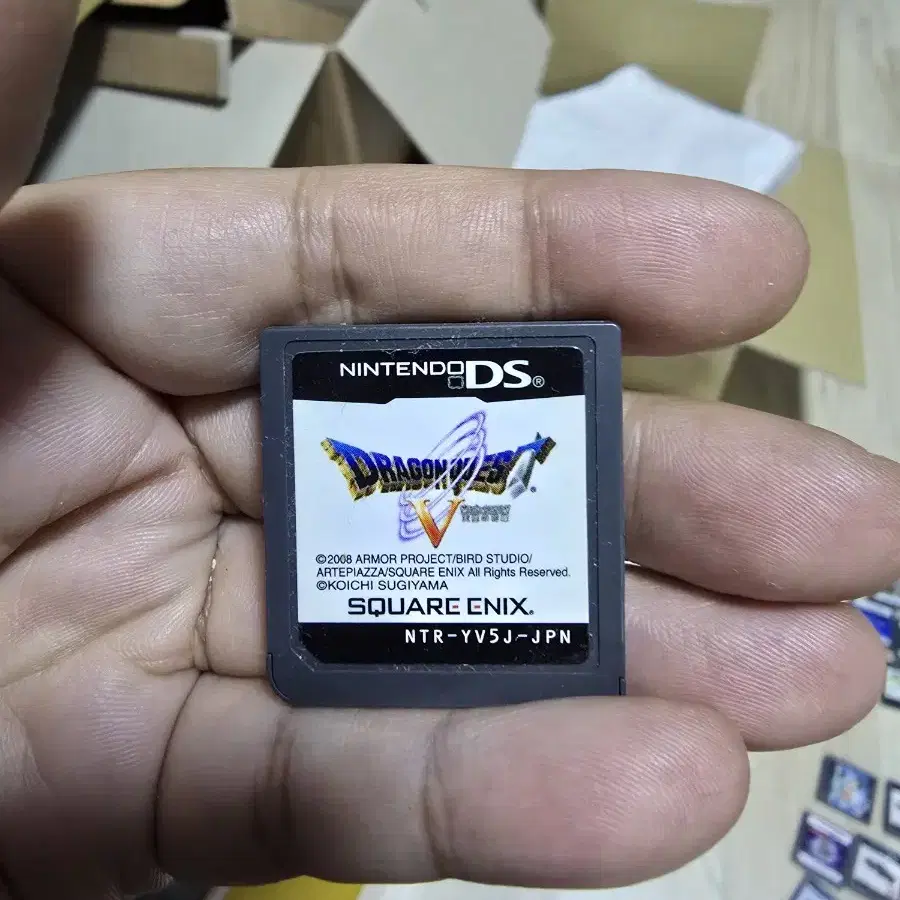 NINTENDO DS®
DRAGON QUEST®
V
©2008 ARMOR PROJECT/BIRD STUDIO/
ARTEPIAZZA/SQUARE ENIX All Rights Reserved.
©KOICHI SUGIYAMA
SQUARE ENIX®
NTR-YV5J-JPN